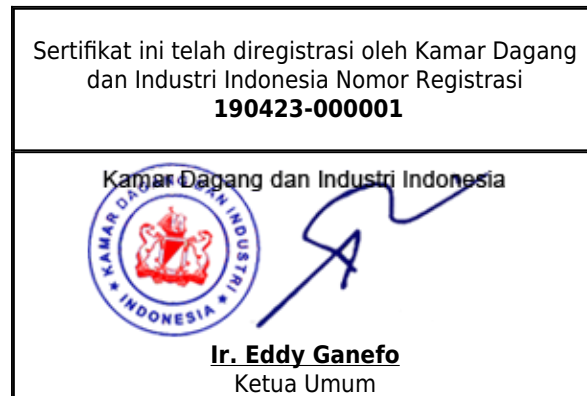 Sertifikat ini telah diregistrasi oleh Kamar Dagang
dan Industri Indonesia Nomor Registrasi
190423-000001
Kamar Dagang dan Industri Indonesia
KAMAR DAGANG DAN INDUSTRI
INDONESIA
Ir. Eddy Ganefo
Ketua Umum